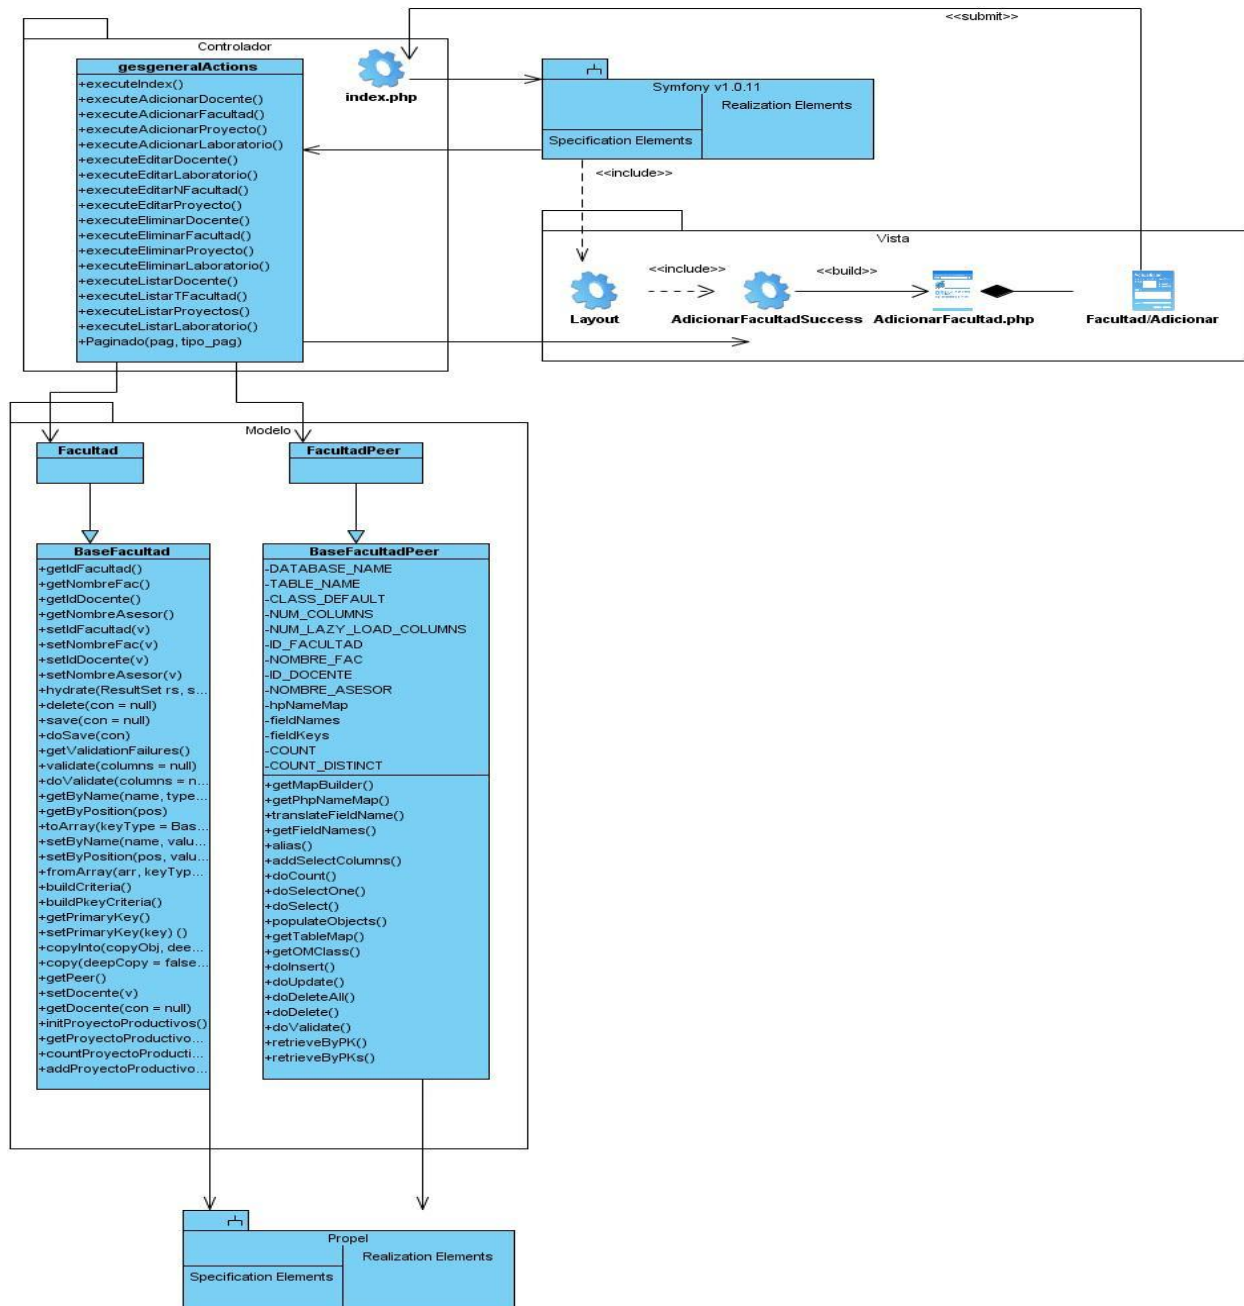 <<submit>>
Controlador
gesgeneralActions
+executeIndex()
+executeAdicionarDocente()
+executeAdicionarFacultad()
+executeAdicionarProyecto()
+executeAdicionarLaboratorio()
+executeEditarDocente()
+executeEditarLaboratorio()
+executeEditarNFacultad()
+executeEditarProyecto()
+executeEliminarDocente()
+executeEliminarFacultad()
+executeEliminarProyecto()
+executeEliminarLaboratorio()
+executeListarDocente()
+executeListarTFacultad()
+executeListarProyectos()
+executeListarLaboratorio()
+Paginado(pag, tipo_pag)
index.php
Symfony v1.0.11
Realization Elements
Specification Elements
<<include>>
Vista
<<include>>
<<build>>
Layout
AdicionarFacultadSuccess
AdicionarFacultad.php
Facultad/Adicionar
Modelo
Facultad
FacultadPeer
BaseFacultad
+getIdFacultad()
+getNombreFac()
+getIdDocente()
+getNombreAsesor()
+setIdFacultad(v)
+setNombreFac(v)
+setIdDocente(v)
+setNombreAsesor(v)
+hydrate(ResultSet rs, s...
+delete(con = null)
+save(con = null)
+doSave(con)
+getValidationFailures()
+validate(columns = null)
+doValidate(columns = n...
+getByName(name, type...
+getByPosition(pos)
+toArray(keyType = Bas...
+setByName(name, valu...
+setByPosition(pos, valu...
+fromArray(arr, keyTyp...
+buildCriteria()
+buildPkeyCriteria()
+getPrimaryKey()
+setPrimaryKey(key) ()
+copyInto(copyObj, dee...
+copy(deepCopy = false...
+getPeer()
+setDocente(v)
+getDocente(con = null)
+initProyectoProductivos()
+getProyectoProductivo...
+countProyectoProducti...
+addProyectoProductivo...
BaseFacultadPeer
-DATABASE_NAME
-TABLE_NAME
-CLASS_DEFAULT
-NUM_COLUMNS
-NUM_LAZY_LOAD_COLUMNS
-ID_FACULTAD
-NOMBRE_FAC
-ID_DOCENTE
-NOMBRE_ASESOR
-hpNameMap
-fieldNames
-fieldKeys
-COUNT
-COUNT_DISTINCT
+getMapBuilder()
+getPhpNameMap()
+translateFieldName()
+getFieldNames()
+alias()
+addSelectColumns()
+doCount()
+doSelectOne()
+doSelect()
+populateObjects()
+getTableMap()
+getOMClass()
+doInsert()
+doUpdate()
+doDeleteAll()
+doDelete()
+doValidate()
+retrieveByPK()
+retrieveByPKs()
Propel
Realization Elements
Specification Elements